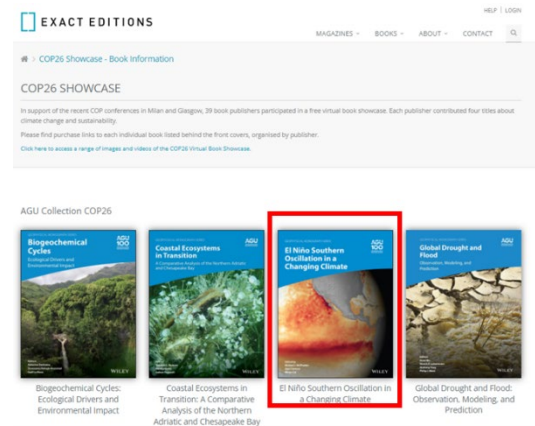 HELP | LOGIN
EXACT EDITIONS
MAGAZINES BOOKS ABOUT CONTACT
COP26 Showcase - Book Information
COP26 SHOWCASE
In support of the recent COP conferences in Milan and Glasgow, 39 book publishers participated in a free virtual book showcase. Each publisher contributed four titles about
climate change and sustainability.
Please find purchase links to each individual book listed behind the front covers, organised by publisher.
Click here to access a range of images and videos of the COP26 Virtual Book Showcase.
AGU Collection COP26
AGU
100
Biogeochemical
Cycles
Ecological Drivers and
Environmental Impact
WILEY
AGU
100
Coastal Ecosystems
in Transition
A Comparative Analysis of the Northern Adriatic
and Chesapeake Bay
WILEY
AGU
100
El Niño Southern
Oscillation in a
Changing Climate
WILEY
AGU
100
Global Drought and
Flood
Observation, Modeling, and
Prediction
WILEY
Biogeochemical Cycles:
Ecological Drivers and
Environmental Impact
Coastal Ecosystems in
Transition: A Comparative
Analysis of the Northern
Adriatic and Chesapeake Bay
El Niño Southern Oscillation in
a Changing Climate
Global Drought and Flood:
Observation, Modeling, and
Prediction